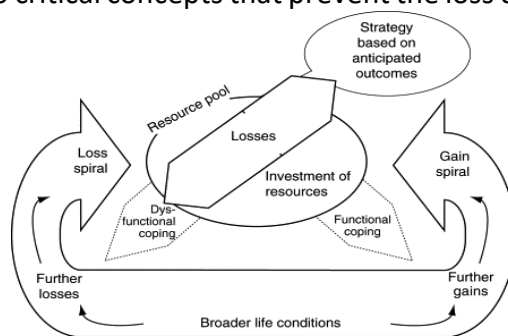 critical concepts that prevent the loss
Strategy
based on
anticipated
outcomes
Resource pool
Losses
Loss
spiral
Gain
spiral
Investment of
resources
Dys-
functional
coping
Functional
coping
Further
losses
Further
gains
Broader life conditions